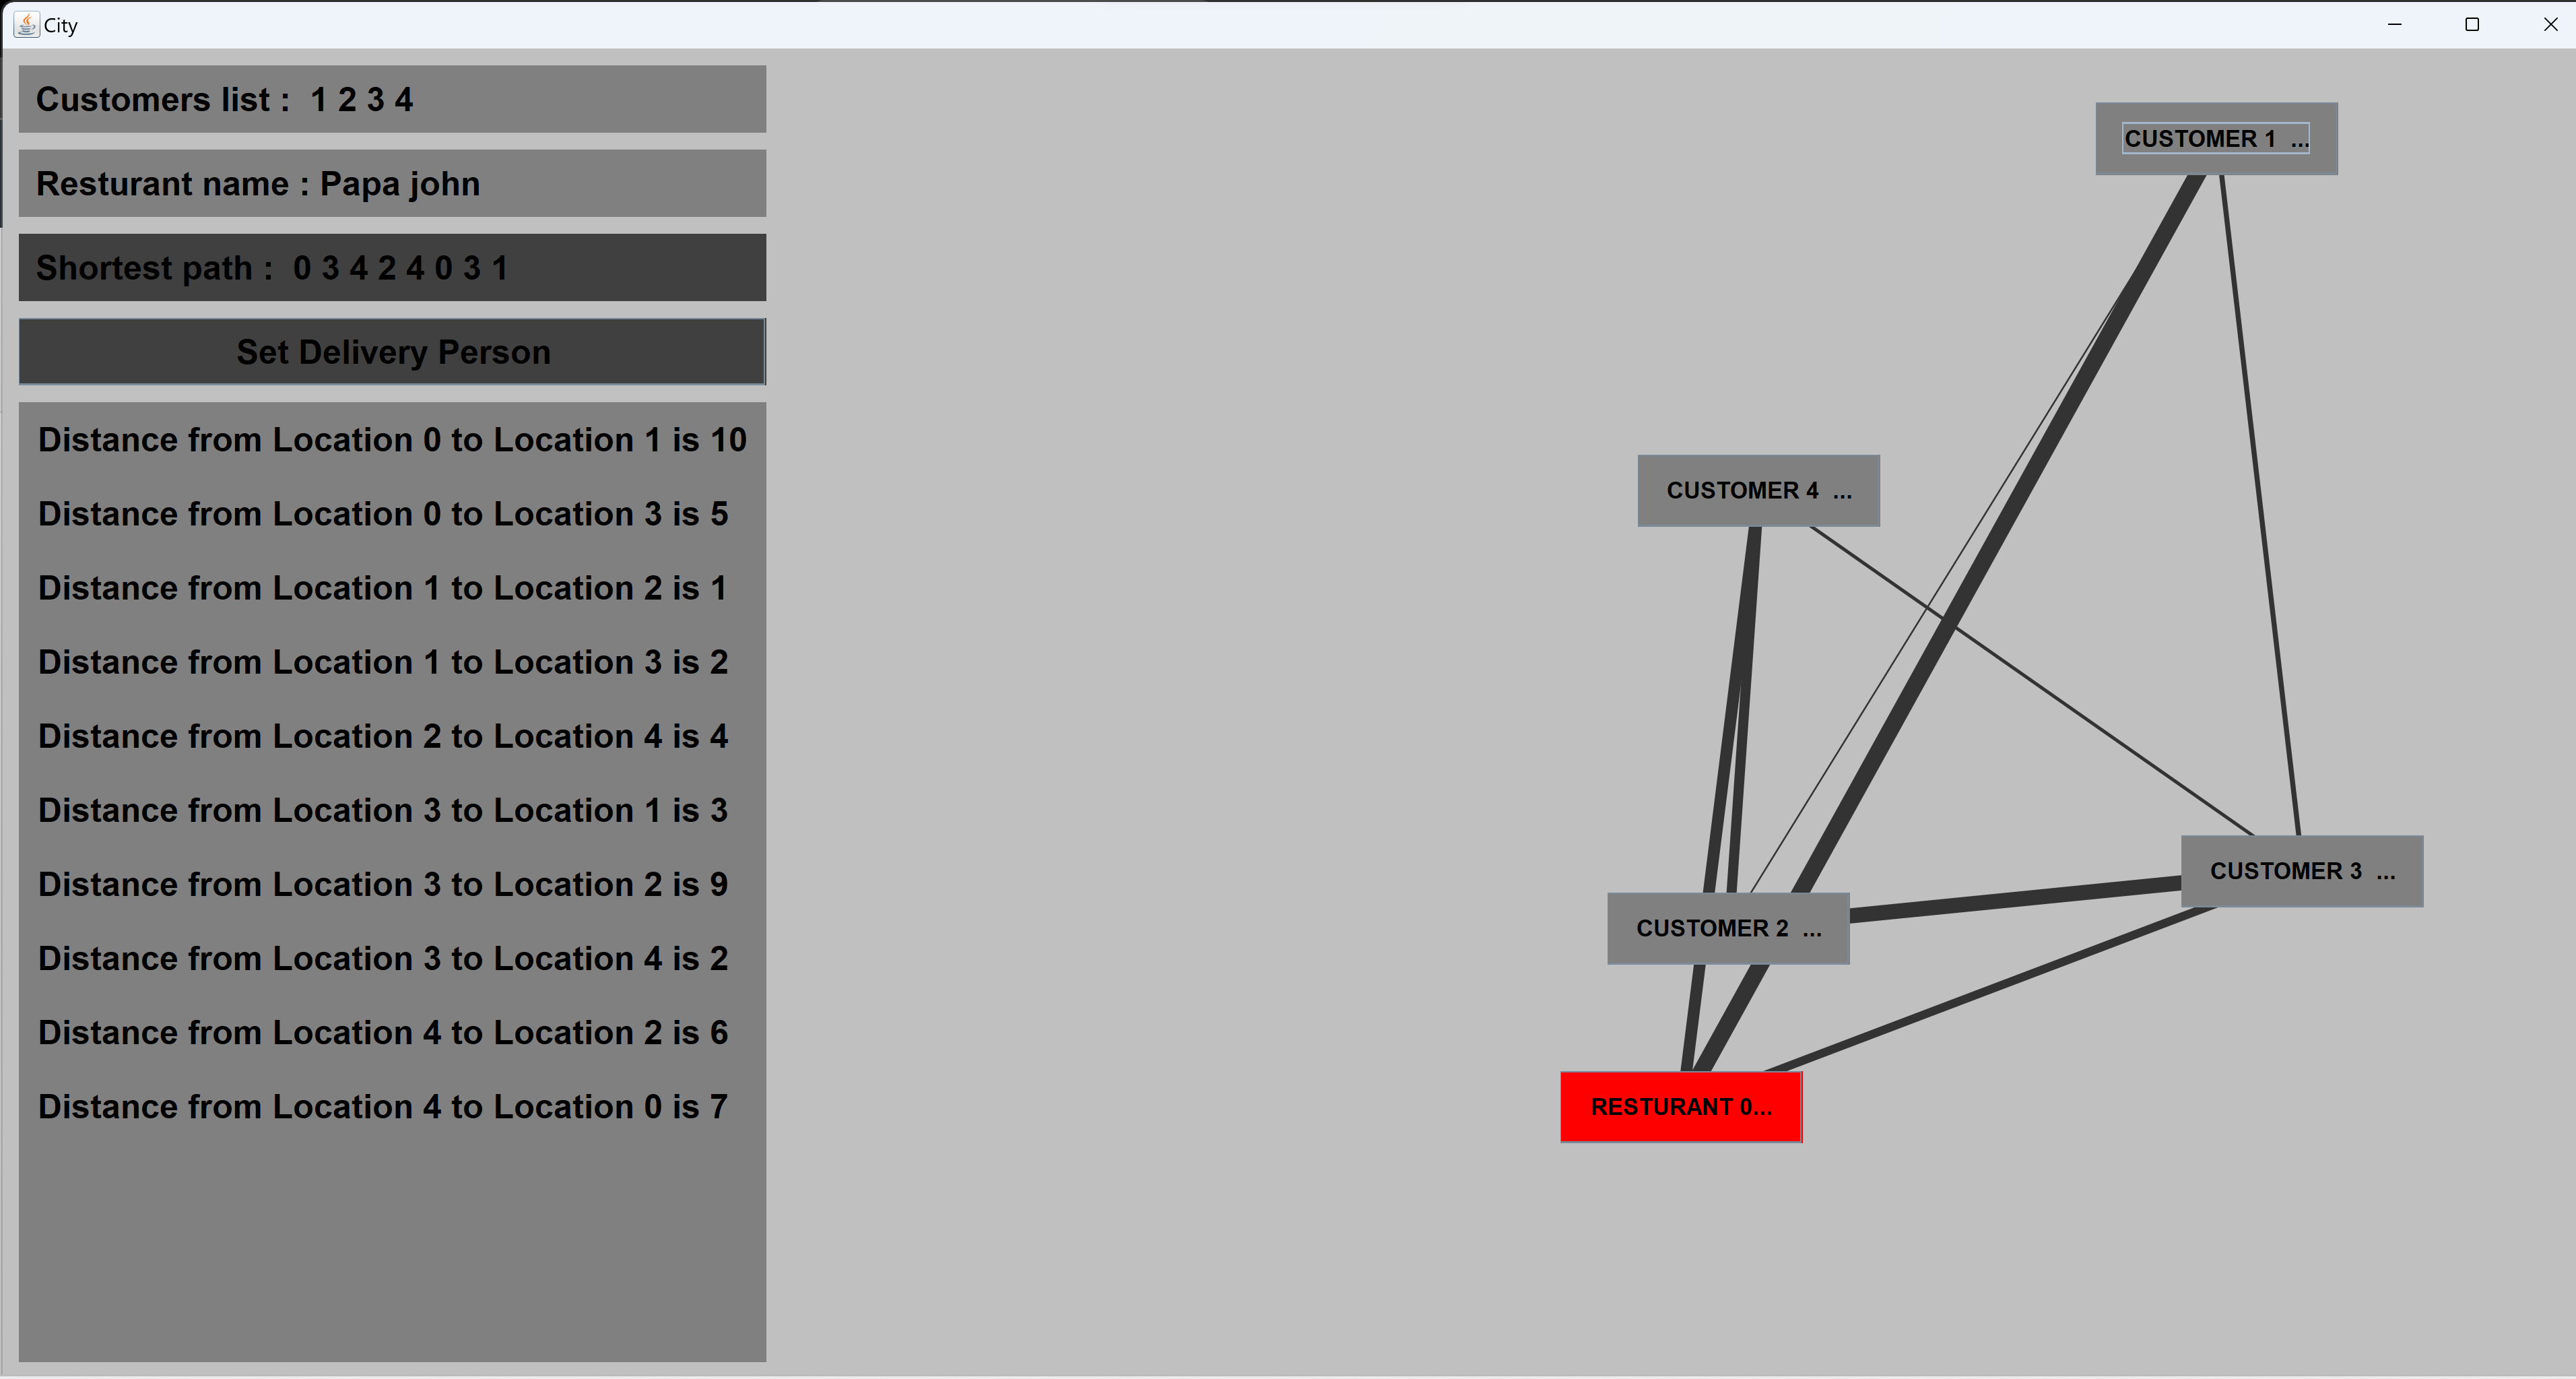 City
Customers list :  1 2 3 4
Resturant name : Papa john
Shortest path :  0 3 4 2 4 0 3 1
Set Delivery Person
Distance from Location 0 to Location 1 is 10
Distance from Location 0 to Location 3 is 5
Distance from Location 1 to Location 2 is 1
Distance from Location 1 to Location 3 is 2
Distance from Location 2 to Location 4 is 4
Distance from Location 3 to Location 1 is 3
Distance from Location 3 to Location 2 is 9
Distance from Location 3 to Location 4 is 2
Distance from Location 4 to Location 2 is 6
Distance from Location 4 to Location 0 is 7
CUSTOMER 1  ...
CUSTOMER 4  ...
CUSTOMER 3  ...
CUSTOMER 2  ...
RESTURANT 0...